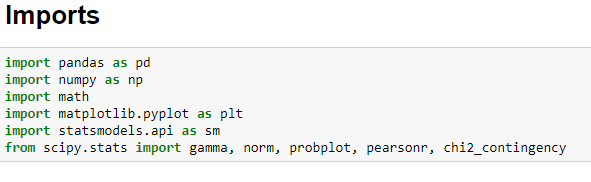 Imports
import pandas as pd
import numpy as np
import math
import matplotlib.pyplot as plt
import statsmodels.api as sm
from scipy.stats import gamma, norm, probplot, pearsonr, chi2_contingency